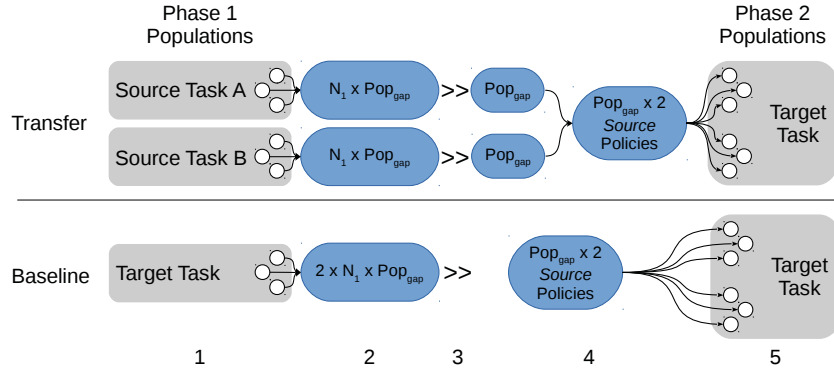 Phase 1
Populations
Phase 2
Populations
Transfer
Source Task A
N1 x Popgap
>>
Popgap
Source Task B
N1 x Popgap
>>
Popgap
Popgap x 2
Source
Policies
Target
Task
Baseline
Target Task
2 x N1 x Popgap
>>
Popgap x 2
Source
Policies
Target
Task
1 2 3 4 5